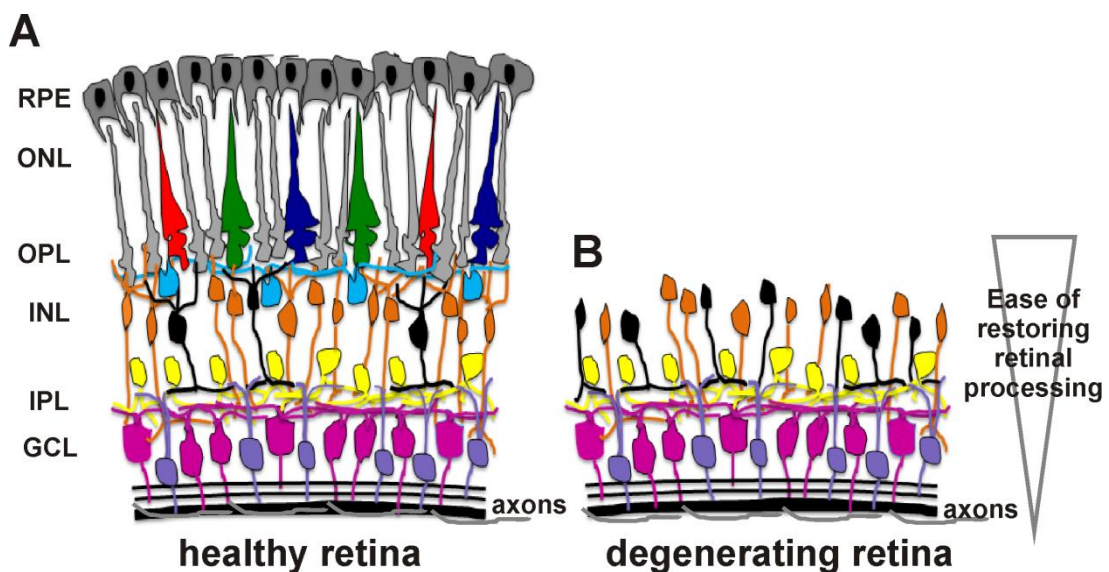 A
RPE
ONL
OPL
INL
IPL
GCL
axons
healthy retina
B
axons
degenerating retina
Ease of
restoring
retinal
processing